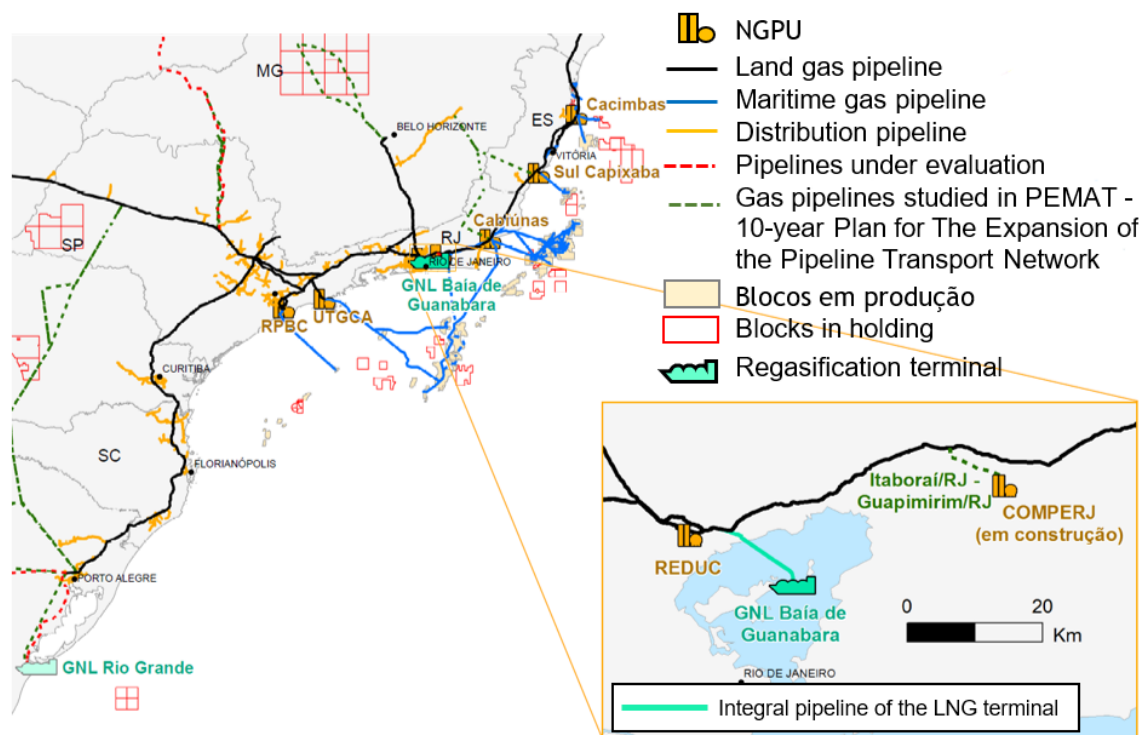 NGPU
Land gas pipeline
Maritime gas pipeline
Distribution pipeline
Pipelines under evaluation
Gas pipelines studied in PEMAT -
10-year Plan for The Expansion of
the Pipeline Transport Network
Blocos em produção
Blocks in holding
Regasification terminal
MG
BELO HORIZONTE
ES
Cacimbas
VITÓRIA
Sul Capixaba
SP
RJ
Cabiúnas
RIO DE JANEIRO
GNL Baía de
Guanabara
RPBC
UTGCA
CURITIBA
SC
FLORIANÓPOLIS
PORTO ALEGRE
GNL Rio Grande
Itaboraí/RJ -
Guapimirim/RJ
COMPERJ
(em construção)
REDUC
GNL Baía de
Guanabara
0 20
Km
RIO DE JANEIRO
Integral pipeline of the LNG terminal